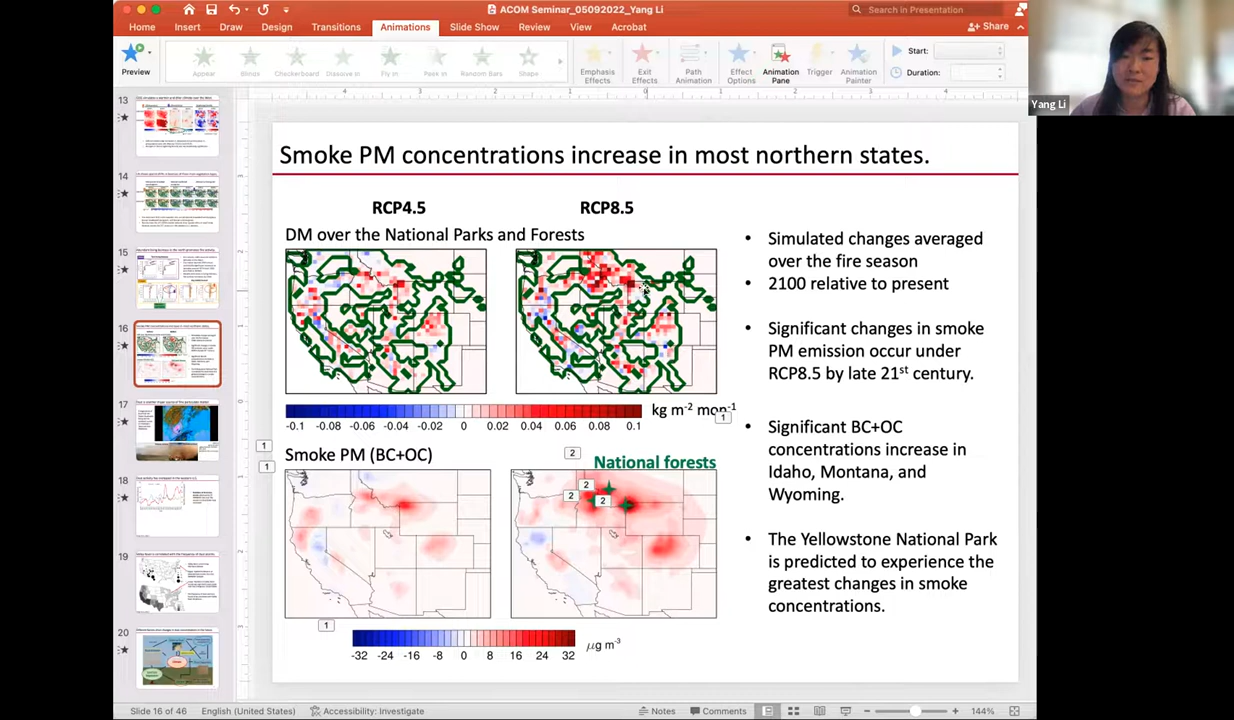 ACOM Seminar_05092022_Yang Li
Search in Presentation
Home Insert Draw Design Transitions Animations Slide Show Review View Acrobat
Share
Preview
Appear Blinds Checkerboard Dissolve In Fly In Peek In Random Bars Shape
Emphasis Effects
Exit Effects
Path Animation
Effect Options
Animation Pane
Trigger
Animation Painter
Start:
Duration:
Yang Li
13
14
15
16
17
18
19
20
Smoke PM concentrations increase in most northern states.
RCP4.5 RCP8.5
DM over the National Parks and Forests
kg m-2 mon-1
-0.1 -0.08 -0.06 -0.04 -0.02 0 0.02 0.04 0.06 0.08 0.1
1
1
1
Smoke PM (BC+OC)
2
National forests
2
2
2
1
-32 -24 -16 -8 0 8 16 24 32
μg m-3
• Simulated changes averaged
over the fire season
• 2100 relative to present
• Significant changes in smoke
PM emission occur under
RCP8.5 by late 21st century.
• Significant BC+OC
concentrations increase in
Idaho, Montana, and
Wyoming.
• The Yellowstone National Park
is predicted to experience the
greatest changes in smoke
concentrations.
Slide 16 of 46 English (United States) Accessibility: Investigate
Notes Comments 144%